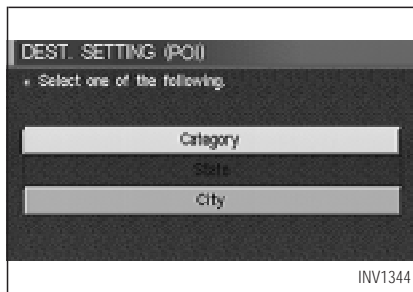 DEST. SETTING (POI)
Select one of the following.
Category
State
City
INV1344